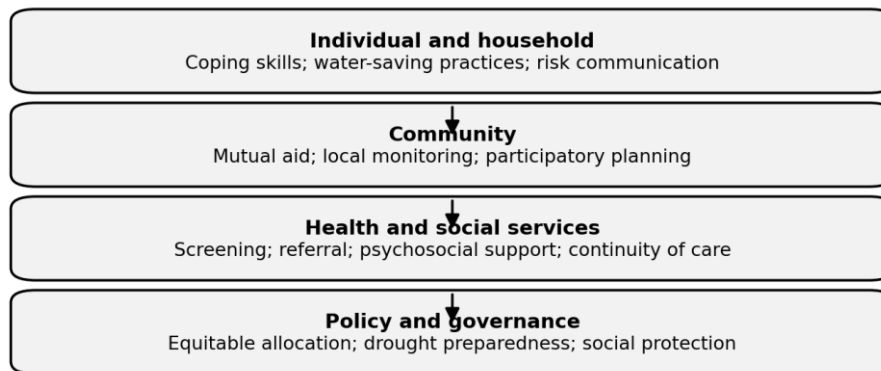 Individual and household
Coping skills; water-saving practices; risk communication
Community
Mutual aid; local monitoring; participatory planning
Health and social services
Screening; referral; psychosocial support; continuity of care
Policy and governance
Equitable allocation; drought preparedness; social protection